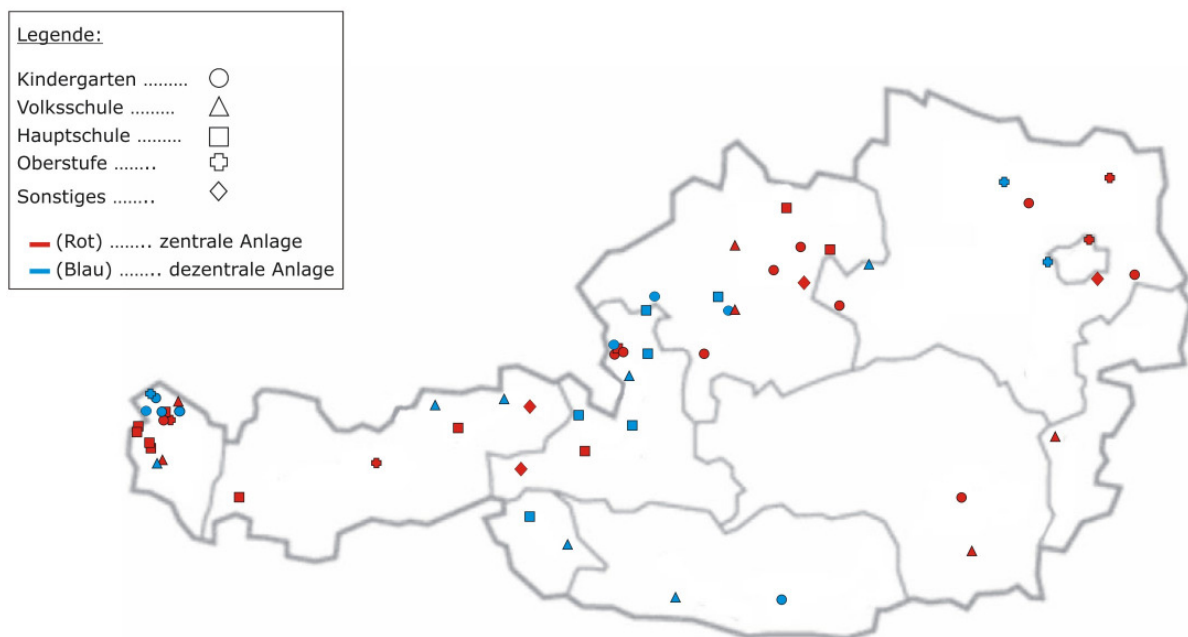 Legende:
Kindergarten .........
Volksschule .........
Hauptschule .........
Oberstufe ........
Sonstiges ........
(Rot) ........ zentrale Anlage
(Blau) ........ dezentrale Anlage